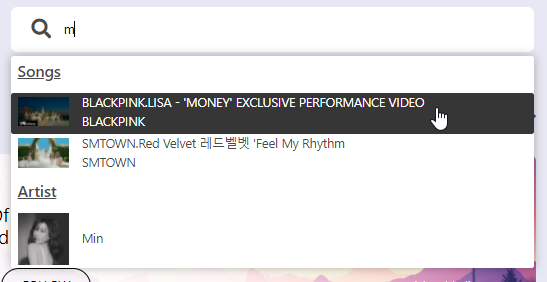 m
Songs
BLACKPINK.LISA - 'MONEY' EXCLUSIVE PERFORMANCE VIDEO
BLACKPINK
SMTOWN.Red Velvet 레드벨벳 'Feel My Rhythm
SMTOWN
Artist
Of
Min